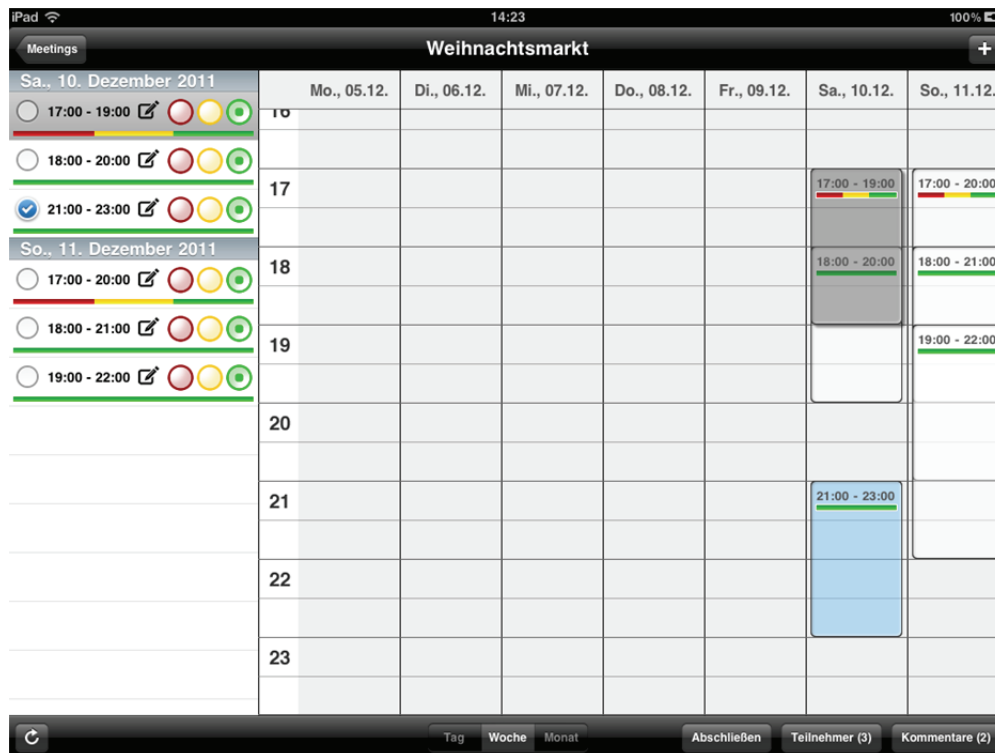 iPad 14:23 100%
Meetings Weihnachtsmarkt +
Sa., 10. Dezember 2011
17:00 - 19:00
18:00 - 20:00
21:00 - 23:00
So., 11. Dezember 2011
17:00 - 20:00
18:00 - 21:00
19:00 - 22:00
Mo., 05.12. Di., 06.12. Mi., 07.12. Do., 08.12. Fr., 09.12. Sa., 10.12. So., 11.12.
16
17 17:00 - 19:00 17:00 - 20:00
18 18:00 - 20:00 18:00 - 21:00
19 19:00 - 22:00
20
21 21:00 - 23:00
22
23
Tag Woche Monat Abschließen Teilnehmer (3) Kommentare (2)